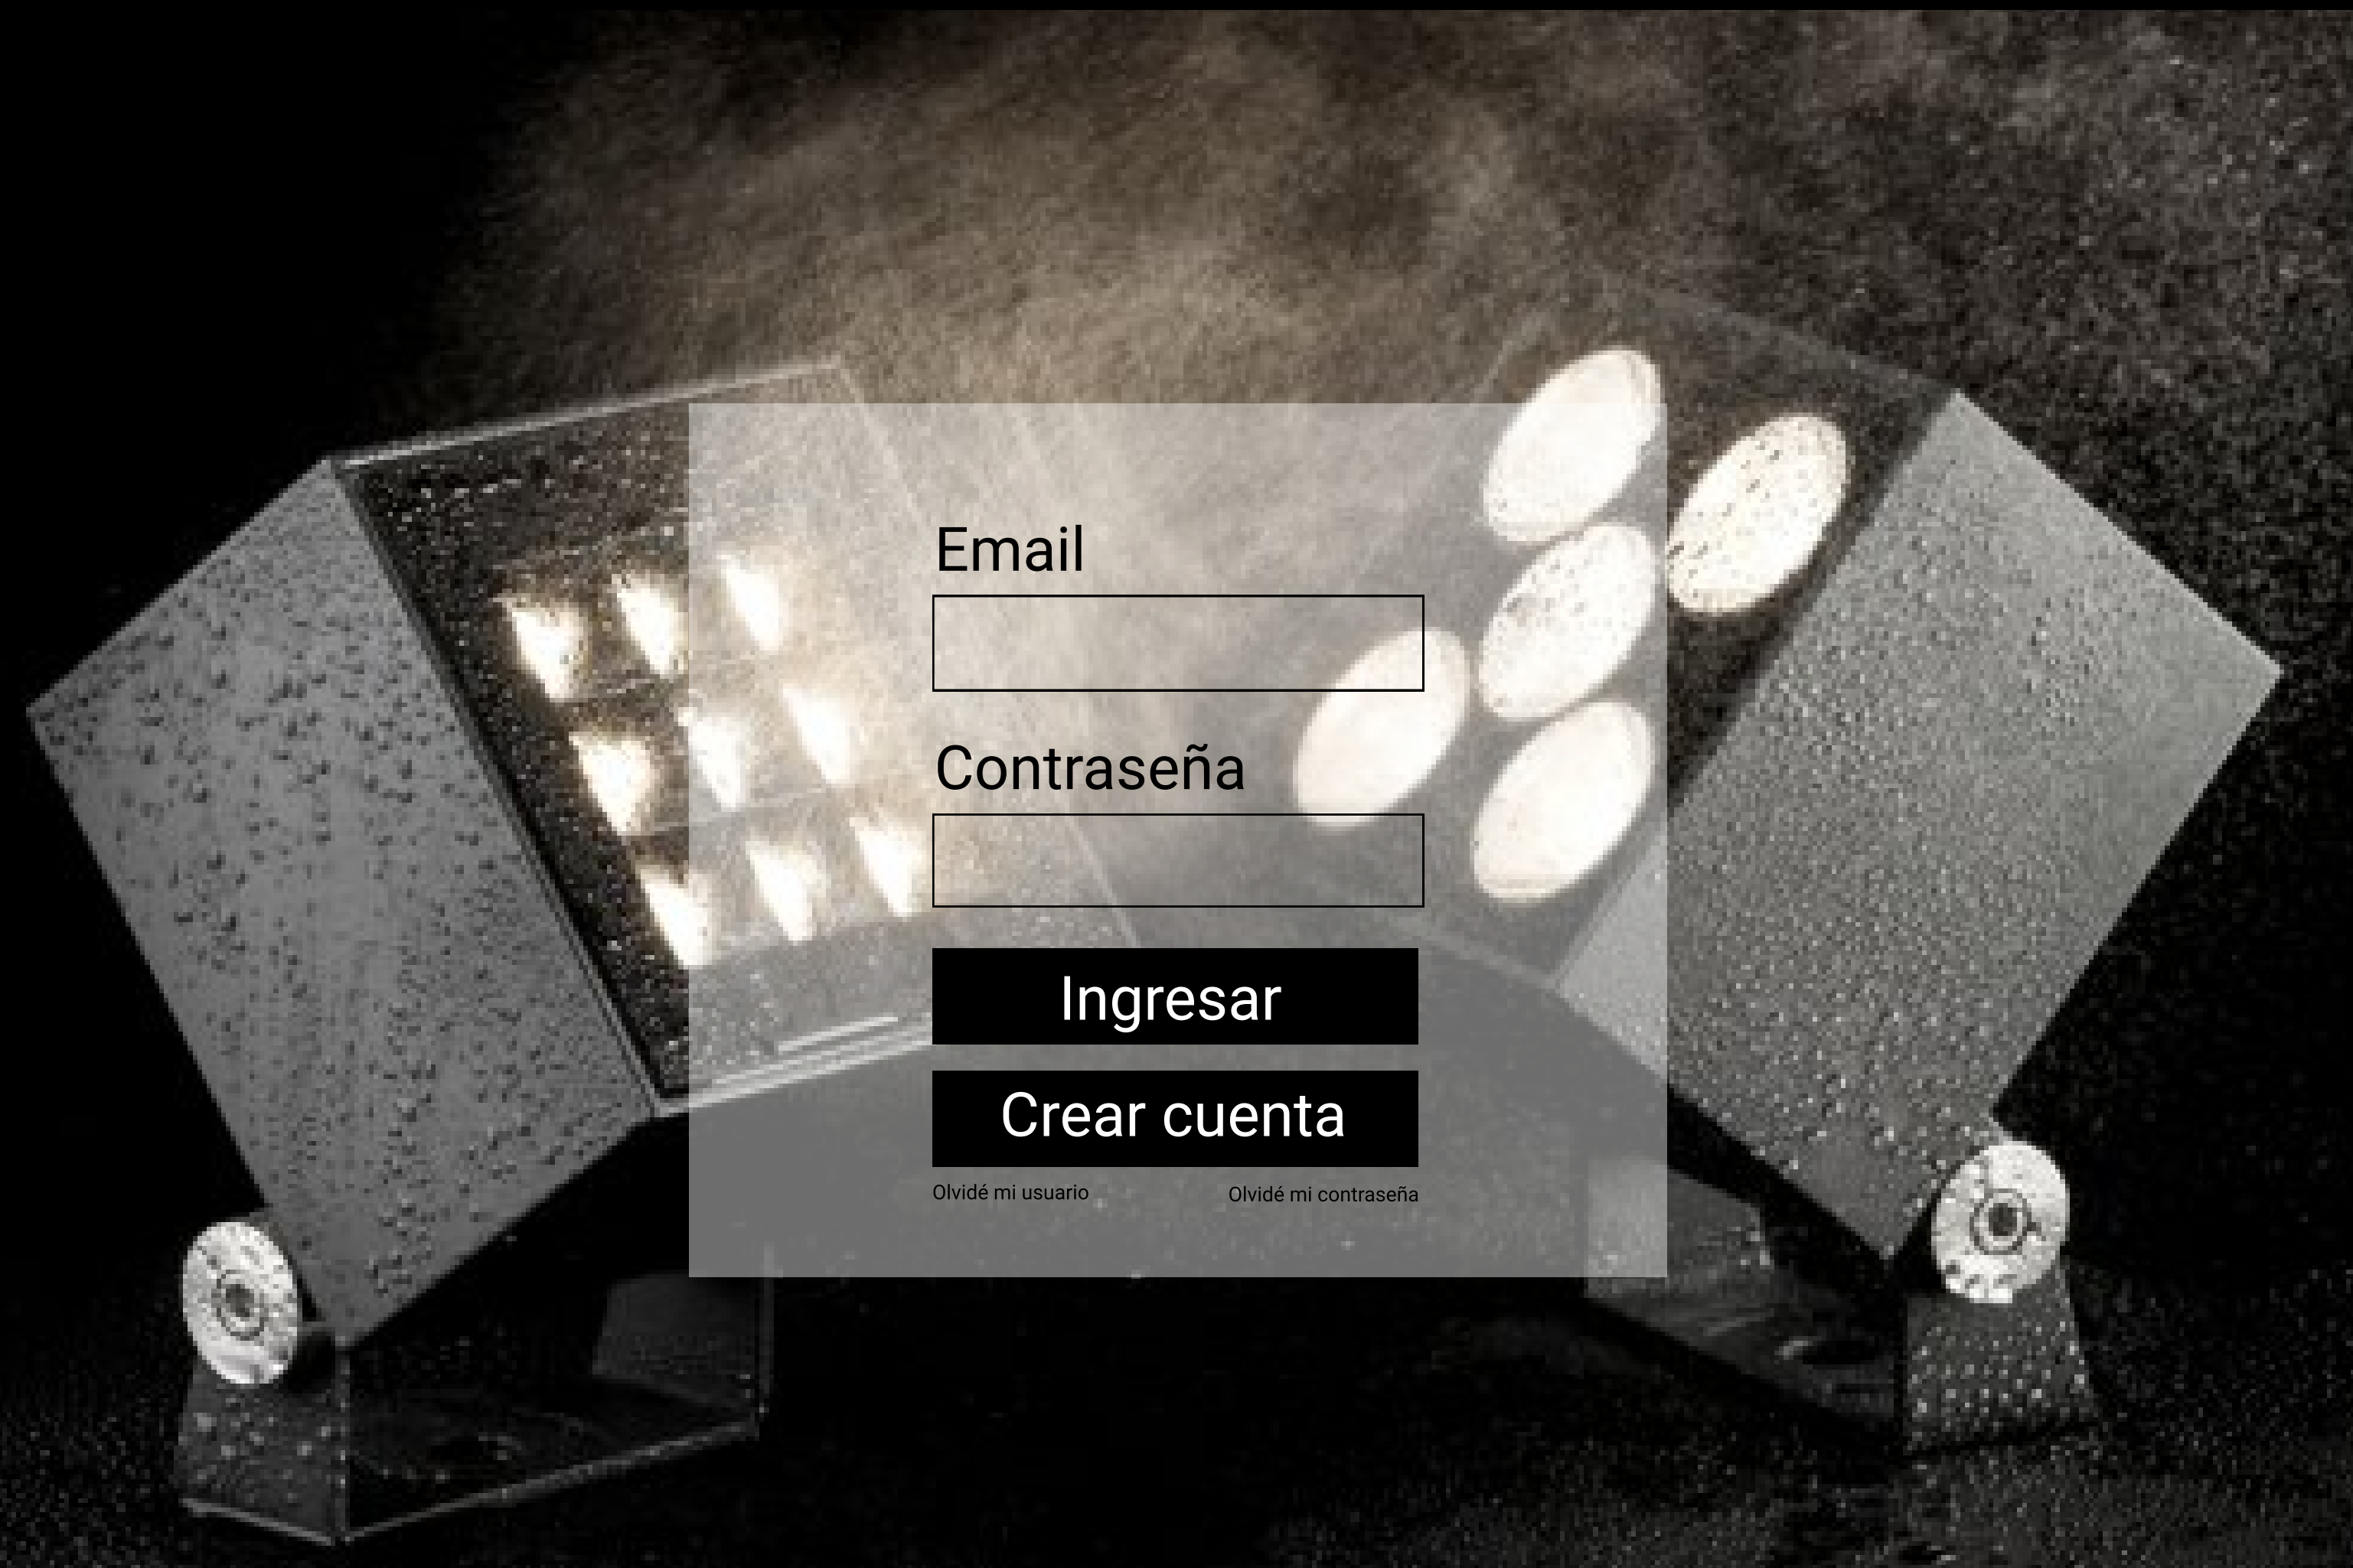 Email
Contraseña
Ingresar
Crear cuenta
Olvidé mi usuario
Olvidé mi contraseña